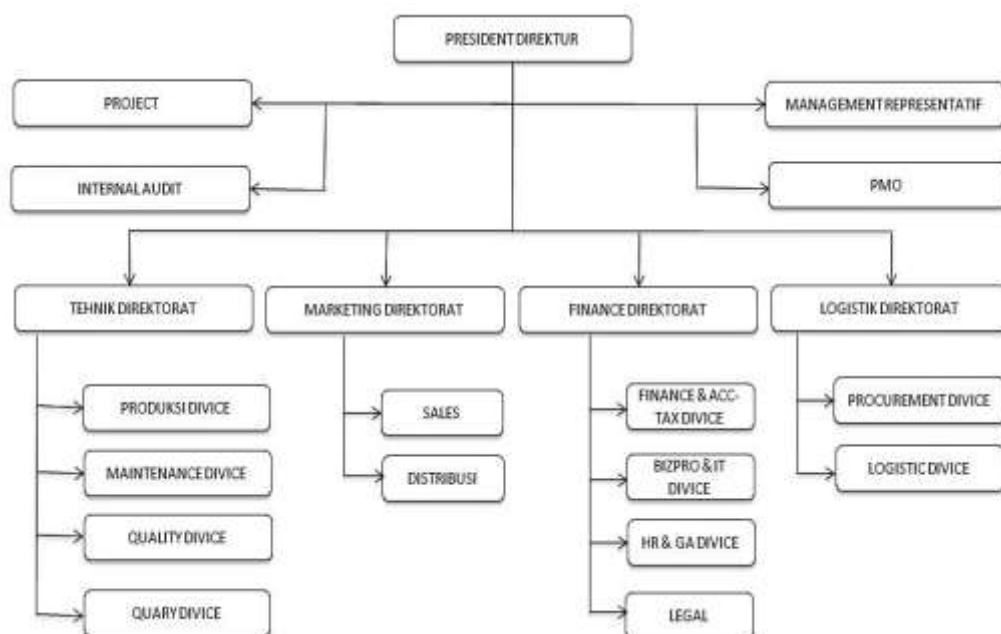 PRESIDENT DIREKTUR
PROJECT
MANAGEMENT REPRESENTATIF
INTERNAL AUDIT
PMO
TEHNIK DIREKTORAT
MARKETING DIREKTORAT
FINANCE DIREKTORAT
LOGISTIK DIREKTORAT
PRODUKSI DIVICE
MAINTENANCE DIVICE
QUALITY DIVICE
QUARY DIVICE
SALES
DISTRIBUSI
FINANCE & ACC-
TAX DIVICE
BIZPRO & IT
DIVICE
HR & GA DIVICE
LEGAL
PROCUREMENT DIVICE
LOGISTIC DIVICE